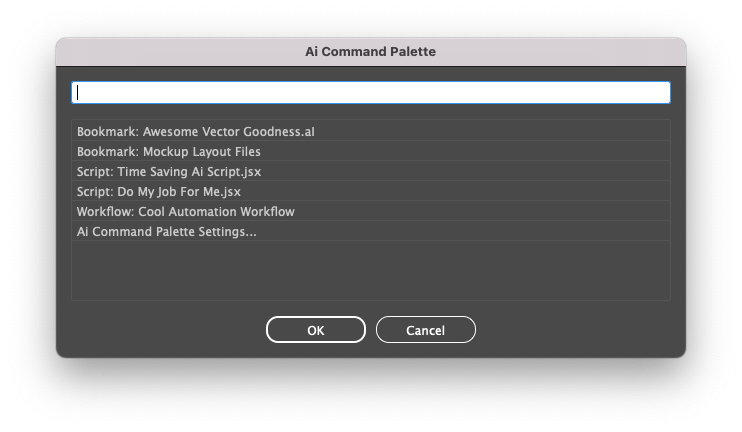 Ai Command Palette
Bookmark: Awesome Vector Goodness.aI
Bookmark: Mockup Layout Files
Script: Time Saving Ai Script.jsx
Script: Do My Job For Me.jsx
Workflow: Cool Automation Workflow
Ai Command Palette Settings...
OK
Cancel